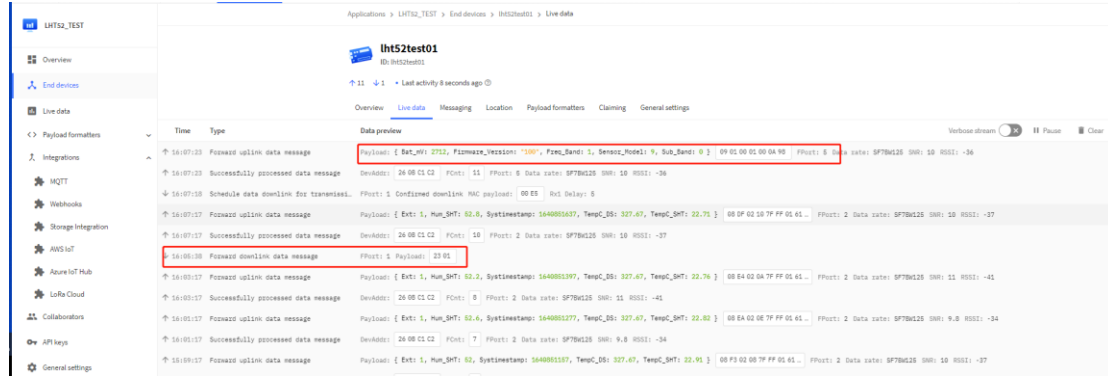 Applications > LHT52_TEST > End devices > lht52test01 > Live data
LHT52_TEST
lht52test01
ID: lht52test01
Overview
↑ 11 ↓ 1 • Last activity 8 seconds ago
End devices
Overview Live data Messaging Location Payload formatters Claiming General settings
Live data
Payload formatters
Time Type Data preview Verbose stream Pause Clear
Integrations
↑ 16:07:23 Forward uplink data message Payload: { Bat_mV: 2712, Firmware_Version: "100", Freq_Band: 1, Sensor_Model: 9, Sub_Band: 0 } 09 01 00 01 00 0A 98 FPort: 5 Data rate: SF7BW125 SNR: 10 RSSI: -36
↑ 16:07:23 Successfully processed data message DevAddr: 26 0B C1 C2 FCnt: 11 FPort: 5 Data rate: SF7BW125 SNR: 10 RSSI: -36
MQTT
↓ 16:07:18 Schedule data downlink for transmissi… FPort: 1 Confirmed downlink MAC payload: 00 E5 Rx1 Delay: 5
Webhooks
↑ 16:07:17 Forward uplink data message Payload: { Ext: 1, Hum_SHT: 52.8, Systimestamp: 1640851637, TempC_DS: 327.67, TempC_SHT: 22.71 } 08 DF 02 10 7F FF 01 61 … FPort: 2 Data rate: SF7BW125 SNR: 10 RSSI: -37
Storage Integration
↑ 16:07:17 Successfully processed data message DevAddr: 26 0B C1 C2 FCnt: 10 FPort: 2 Data rate: SF7BW125 SNR: 10 RSSI: -37
AWS IoT
↓ 16:05:38 Forward downlink data message FPort: 1 Payload: 23 01
Azure IoT Hub
↑ 16:03:17 Forward uplink data message Payload: { Ext: 1, Hum_SHT: 52.2, Systimestamp: 1640851397, TempC_DS: 327.67, TempC_SHT: 22.76 } 08 E4 02 0A 7F FF 01 61 … FPort: 2 Data rate: SF7BW125 SNR: 11 RSSI: -41
LoRa Cloud
↑ 16:03:17 Successfully processed data message DevAddr: 26 0B C1 C2 FCnt: 8 FPort: 2 Data rate: SF7BW125 SNR: 11 RSSI: -41
Collaborators
↑ 16:01:17 Forward uplink data message Payload: { Ext: 1, Hum_SHT: 52.6, Systimestamp: 1640851277, TempC_DS: 327.67, TempC_SHT: 22.82 } 08 EA 02 0E 7F FF 01 61 … FPort: 2 Data rate: SF7BW125 SNR: 9.8 RSSI: -34
API keys
↑ 16:01:17 Successfully processed data message DevAddr: 26 0B C1 C2 FCnt: 7 FPort: 2 Data rate: SF7BW125 SNR: 9.8 RSSI: -34
General settings
↑ 15:59:17 Forward uplink data message Payload: { Ext: 1, Hum_SHT: 52, Systimestamp: 1640851157, TempC_DS: 327.67, TempC_SHT: 22.91 } 08 F3 02 08 7F FF 01 61 … FPort: 2 Data rate: SF7BW125 SNR: 10 RSSI: -37